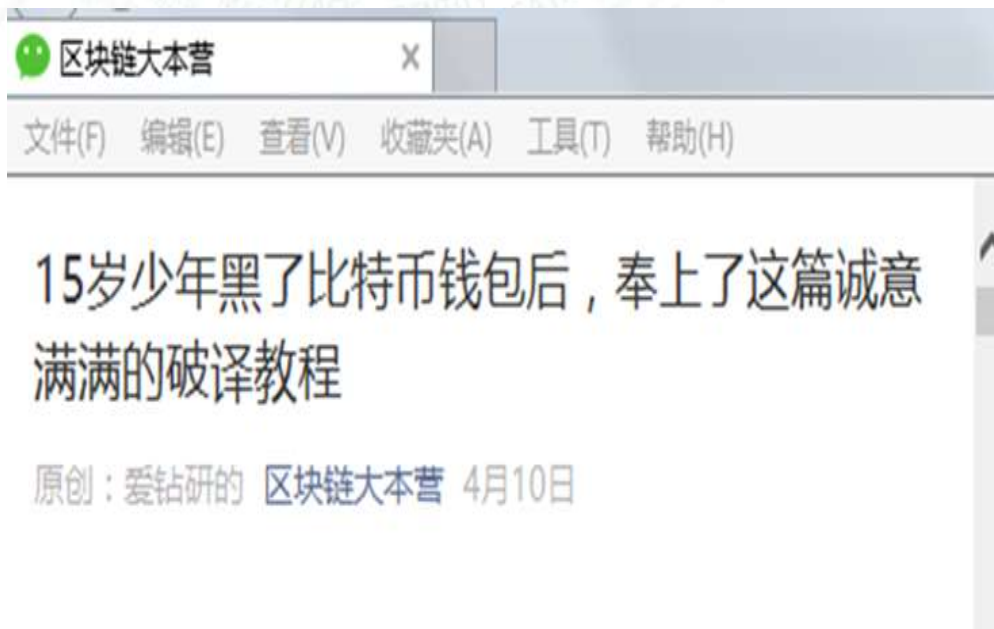 区块链大本营 ×
文件(F) 编辑(E) 查看(V) 收藏夹(A) 工具(T) 帮助(H)
15岁少年黑了比特币钱包后，奉上了这篇诚意
满满的破译教程
原创：爱钻研的 区块链大本营 4月10日